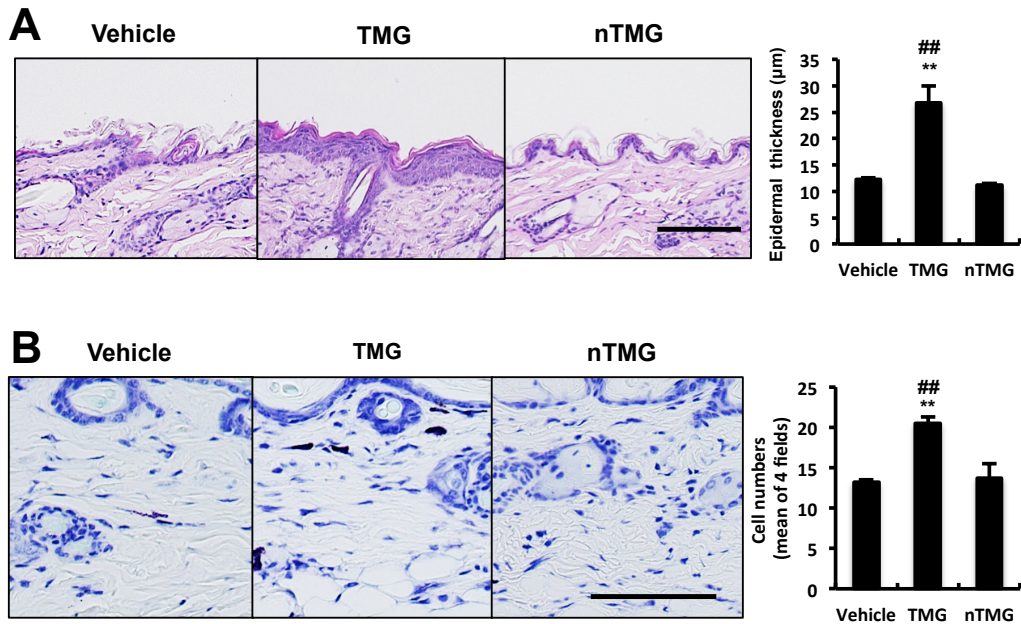 A
Vehicle
TMG
nTMG
Epidermal thickness (μm)
35
30
25
20
15
10
5
0
##
**
Vehicle TMG nTMG
B
Vehicle
TMG
nTMG
Cell numbers
(mean of 4 fields)
25
20
15
10
5
0
##
**
Vehicle TMG nTMG